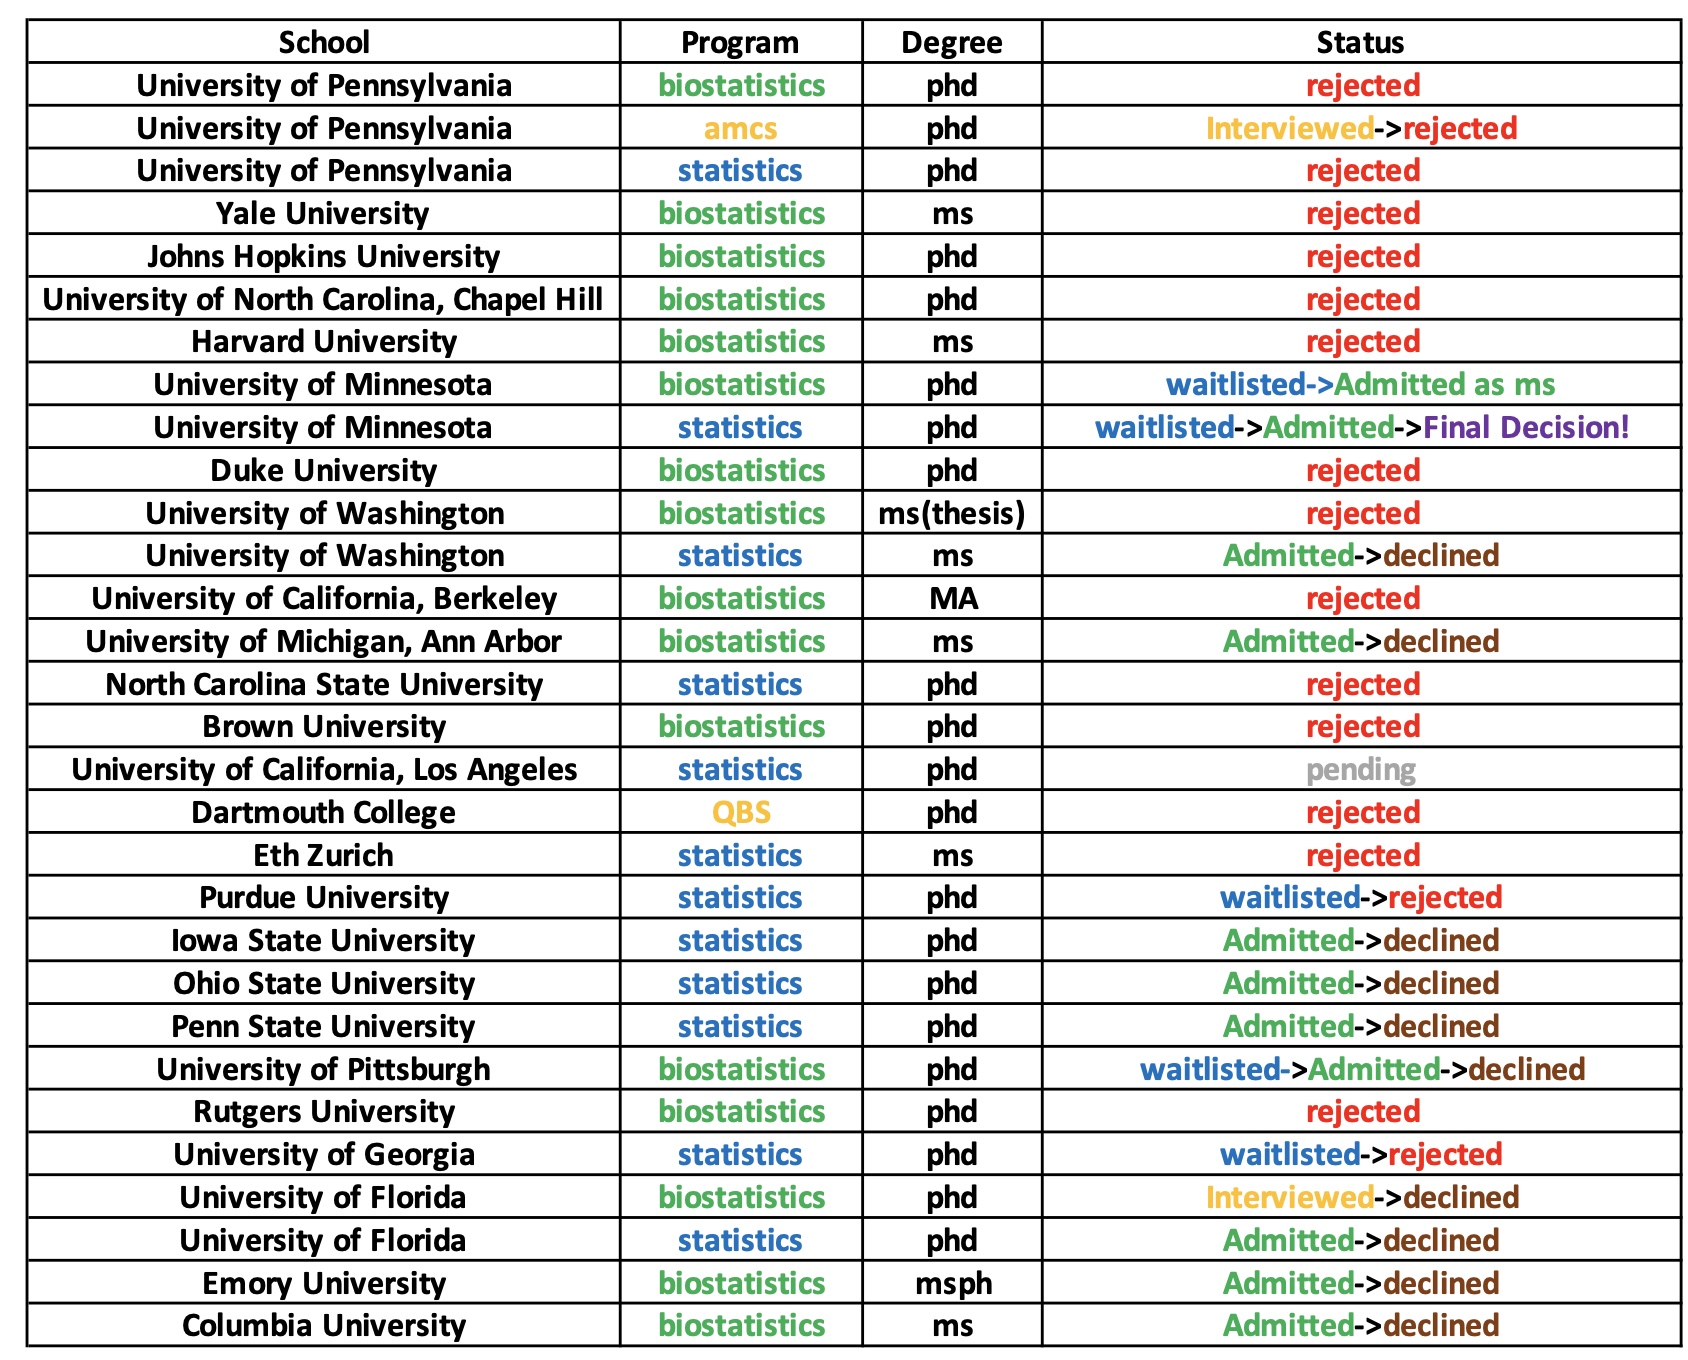 School Program Degree Status
University of Pennsylvania biostatistics phd rejected
University of Pennsylvania amcs phd Interviewed->rejected
University of Pennsylvania statistics phd rejected
Yale University biostatistics ms rejected
Johns Hopkins University biostatistics phd rejected
University of North Carolina, Chapel Hill biostatistics phd rejected
Harvard University biostatistics ms rejected
University of Minnesota biostatistics phd waitlisted->Admitted as ms
University of Minnesota statistics phd waitlisted->Admitted->Final Decision!
Duke University biostatistics phd rejected
University of Washington biostatistics ms(thesis) rejected
University of Washington statistics ms Admitted->declined
University of California, Berkeley biostatistics MA rejected
University of Michigan, Ann Arbor biostatistics ms Admitted->declined
North Carolina State University statistics phd rejected
Brown University biostatistics phd rejected
University of California, Los Angeles statistics phd pending
Dartmouth College QBS phd rejected
Eth Zurich statistics ms rejected
Purdue University statistics phd waitlisted->rejected
Iowa State University statistics phd Admitted->declined
Ohio State University statistics phd Admitted->declined
Penn State University statistics phd Admitted->declined
University of Pittsburgh biostatistics phd waitlisted->Admitted->declined
Rutgers University biostatistics phd rejected
University of Georgia statistics phd waitlisted->rejected
University of Florida biostatistics phd Interviewed->declined
University of Florida statistics phd Admitted->declined
Emory University biostatistics msph Admitted->declined
Columbia University biostatistics ms Admitted->declined